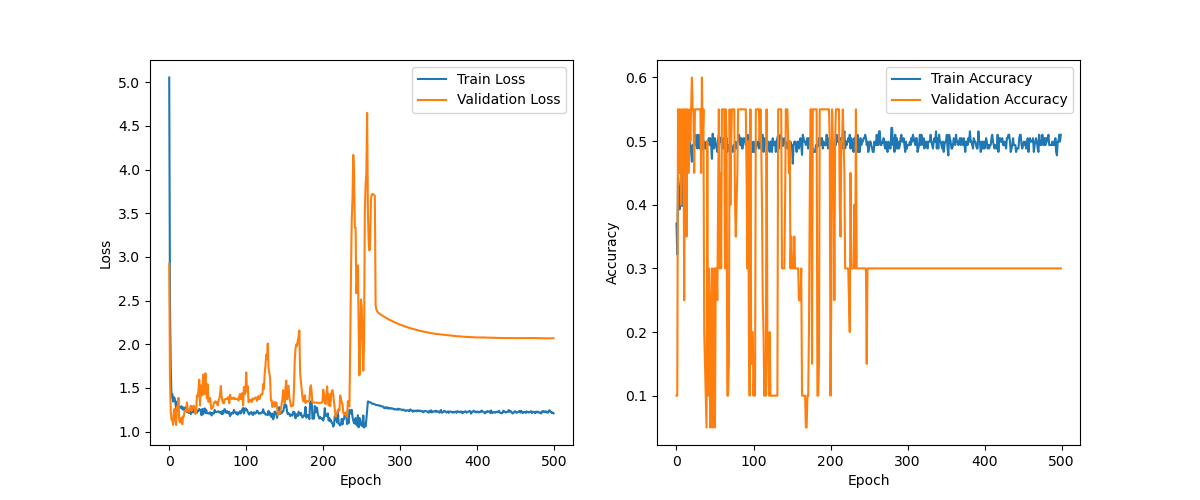 5.0
4.5
4.0
3.5
3.0
2.5
2.0
1.5
1.0
Loss
0 100 200 300 400 500
Epoch
Train Loss
Validation Loss
0.6
0.5
0.4
0.3
0.2
0.1
Accuracy
0 100 200 300 400 500
Epoch
Train Accuracy
Validation Accuracy